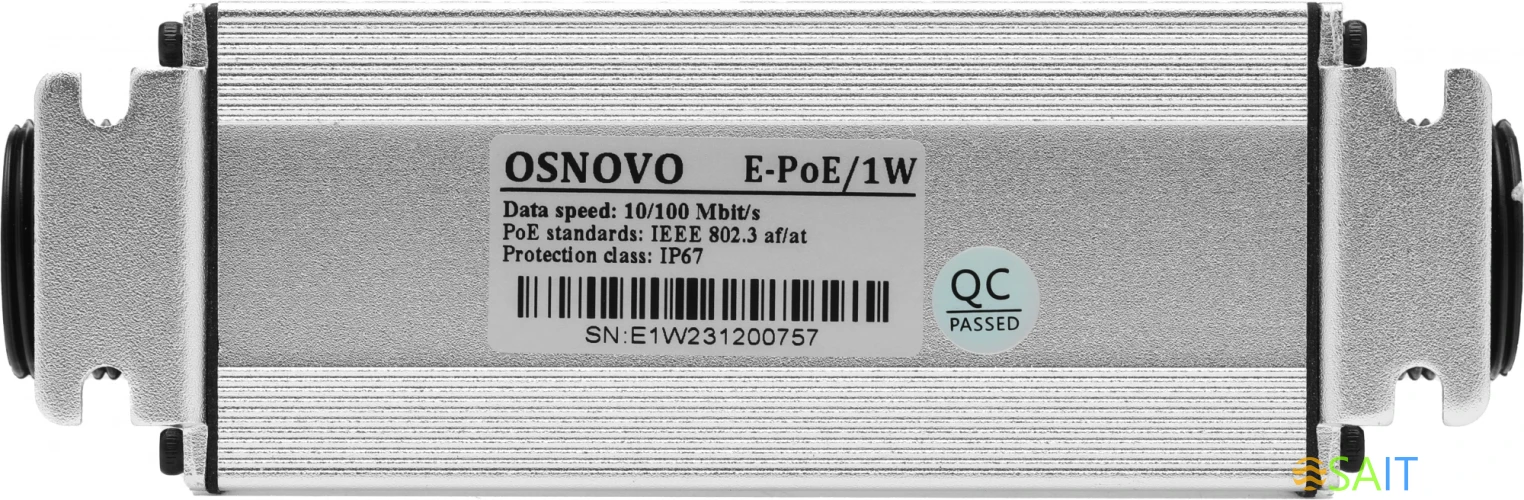 OSNOVO E-PoE/1W
Data speed: 10/100 Mbit/s
PoE standards: IEEE 802.3 af/at
Protection class: IP67
SN:E1W231200757
QC
PASSED
SAIT